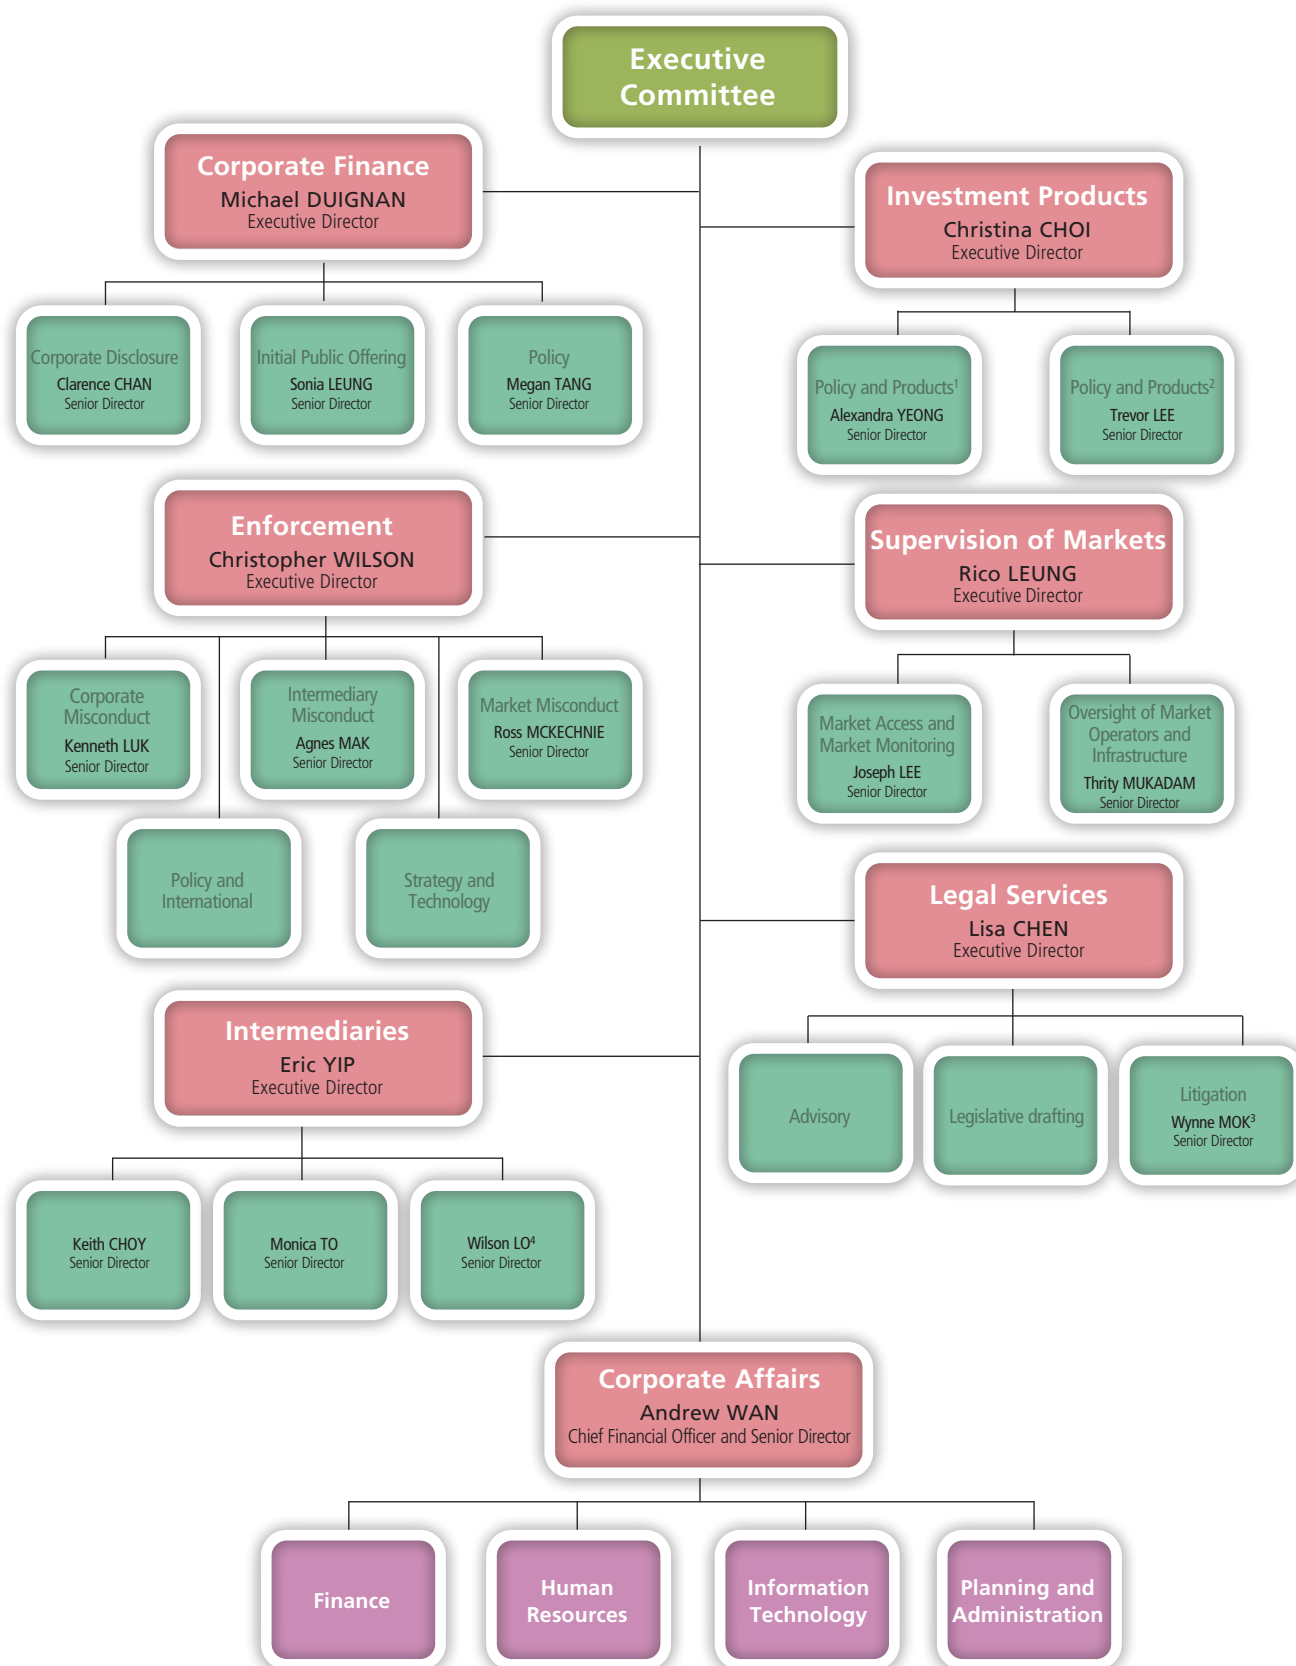 Executive
Committee
Corporate Finance
Michael DUIGNAN
Executive Director
Investment Products
Christina CHOI
Executive Director
Corporate Disclosure
Clarence CHAN
Senior Director
Initial Public Offering
Sonia LEUNG
Senior Director
Policy
Megan TANG
Senior Director
Policy and Products¹
Alexandra YEONG
Senior Director
Policy and Products²
Trevor LEE
Senior Director
Enforcement
Christopher WILSON
Executive Director
Supervision of Markets
Rico LEUNG
Executive Director
Corporate
Misconduct
Kenneth LUK
Senior Director
Intermediary
Misconduct
Agnes MAK
Senior Director
Market Misconduct
Ross MCKECHNIE
Senior Director
Market Access and
Market Monitoring
Joseph LEE
Senior Director
Oversight of Market
Operators and
Infrastructure
Thrity MUKADAM
Senior Director
Policy and
International
Strategy and
Technology
Legal Services
Lisa CHEN
Executive Director
Intermediaries
Eric YIP
Executive Director
Advisory
Legislative drafting
Litigation
Wynne MOK³
Senior Director
Keith CHOY
Senior Director
Monica TO
Senior Director
Wilson LO⁴
Senior Director
Corporate Affairs
Andrew WAN
Chief Financial Officer and Senior Director
Finance
Human
Resources
Information
Technology
Planning and
Administration